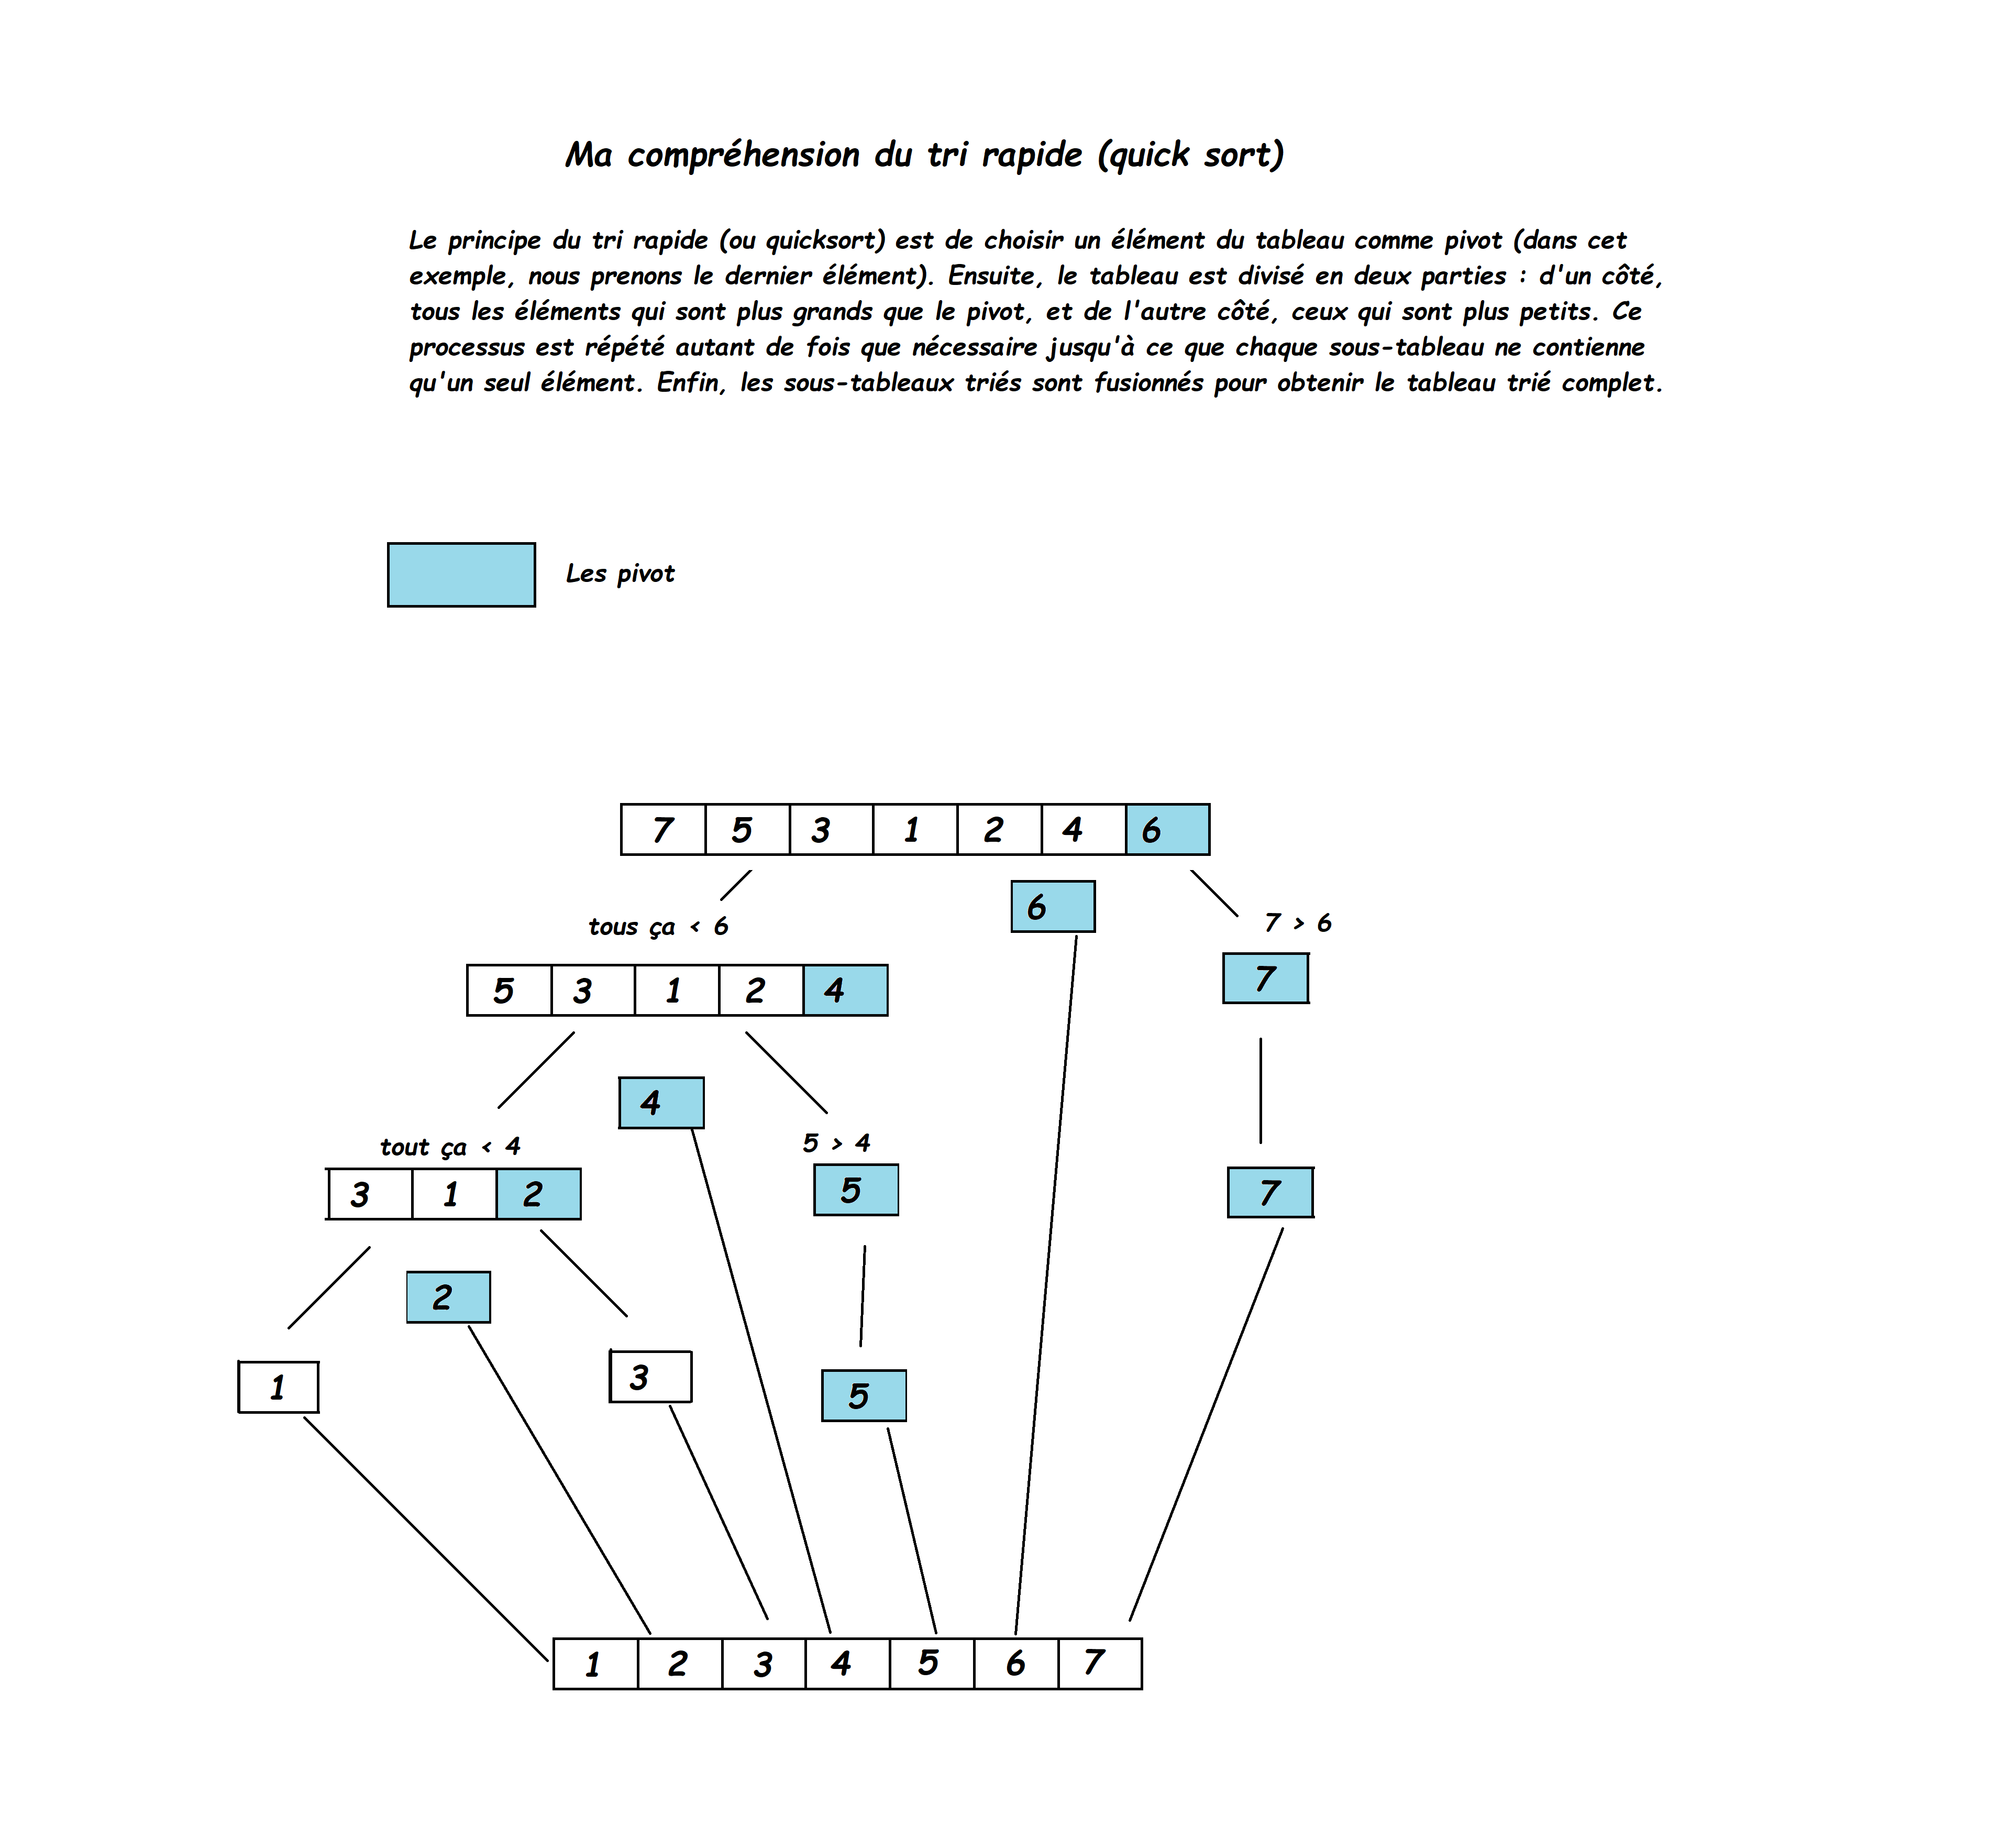 Ma compréhension du tri rapide (quick sort)
Le principe du tri rapide (ou quicksort) est de choisir un élément du tableau comme pivot (dans cet
exemple, nous prenons le dernier élément). Ensuite, le tableau est divisé en deux parties : d'un côté,
tous les éléments qui sont plus grands que le pivot, et de l'autre côté, ceux qui sont plus petits. Ce
processus est répété autant de fois que nécessaire jusqu'à ce que chaque sous-tableau ne contienne
qu'un seul élément. Enfin, les sous-tableaux triés sont fusionnés pour obtenir le tableau trié complet.
Les pivot
7 5 3 1 2 4 6
6
tous ça < 6
7 > 6
5 3 1 2 4
7
4
tout ça < 4
5 > 4
3 1 2
5
7
2
1
3
5
1 2 3 4 5 6 7